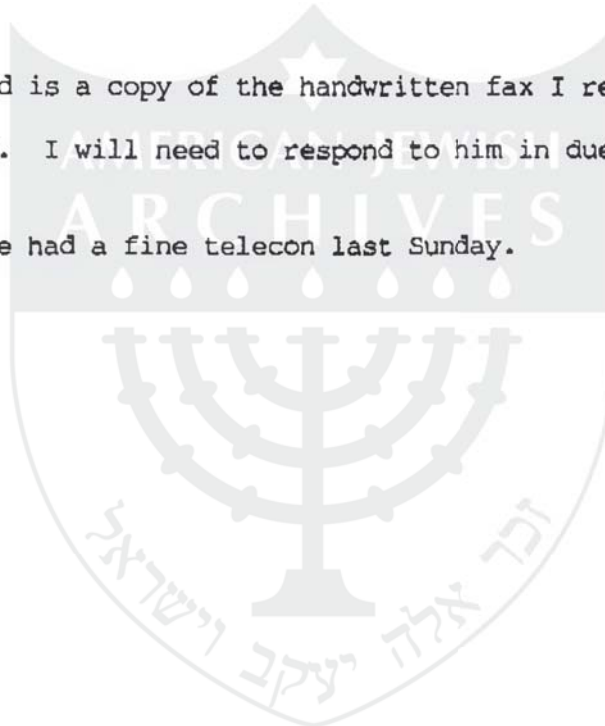 d is a copy of the handwritten fax I re
. I will need to respond to him in due
e had a fine telecon last Sunday.
AMERICAN JEWISH
ARCHIVES
זכר אלה יעקב וישראל